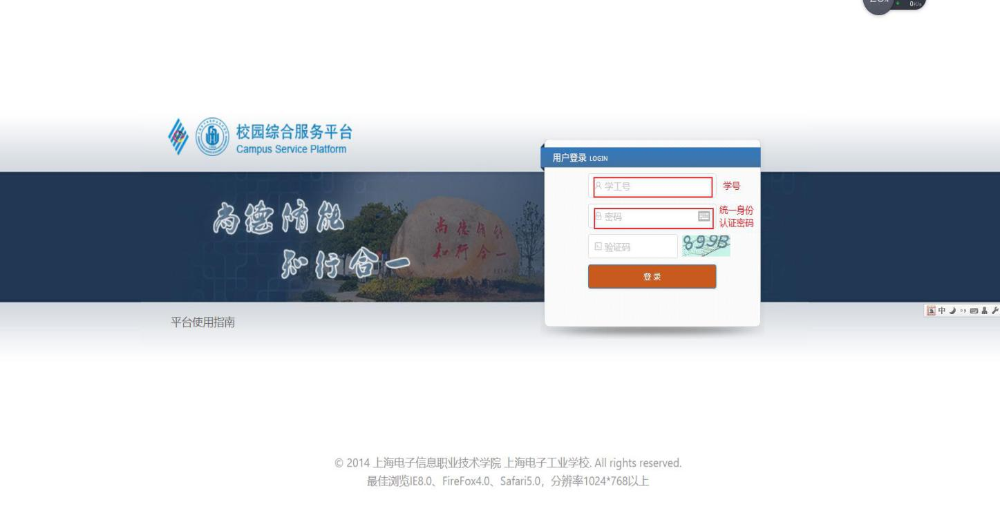 0K/s
校园综合服务平台
Campus Service Platform
用户登录 LOGIN
学工号
学号
密码
统一身份
认证密码
验证码
899B
登录
尚德修能
知行合一
尚德修能
知行合一
平台使用指南
五 中
© 2014 上海电子信息职业技术学院 上海电子工业学校. All rights reserved.
最佳浏览IE8.0、FireFox4.0、Safari5.0，分辨率1024*768以上